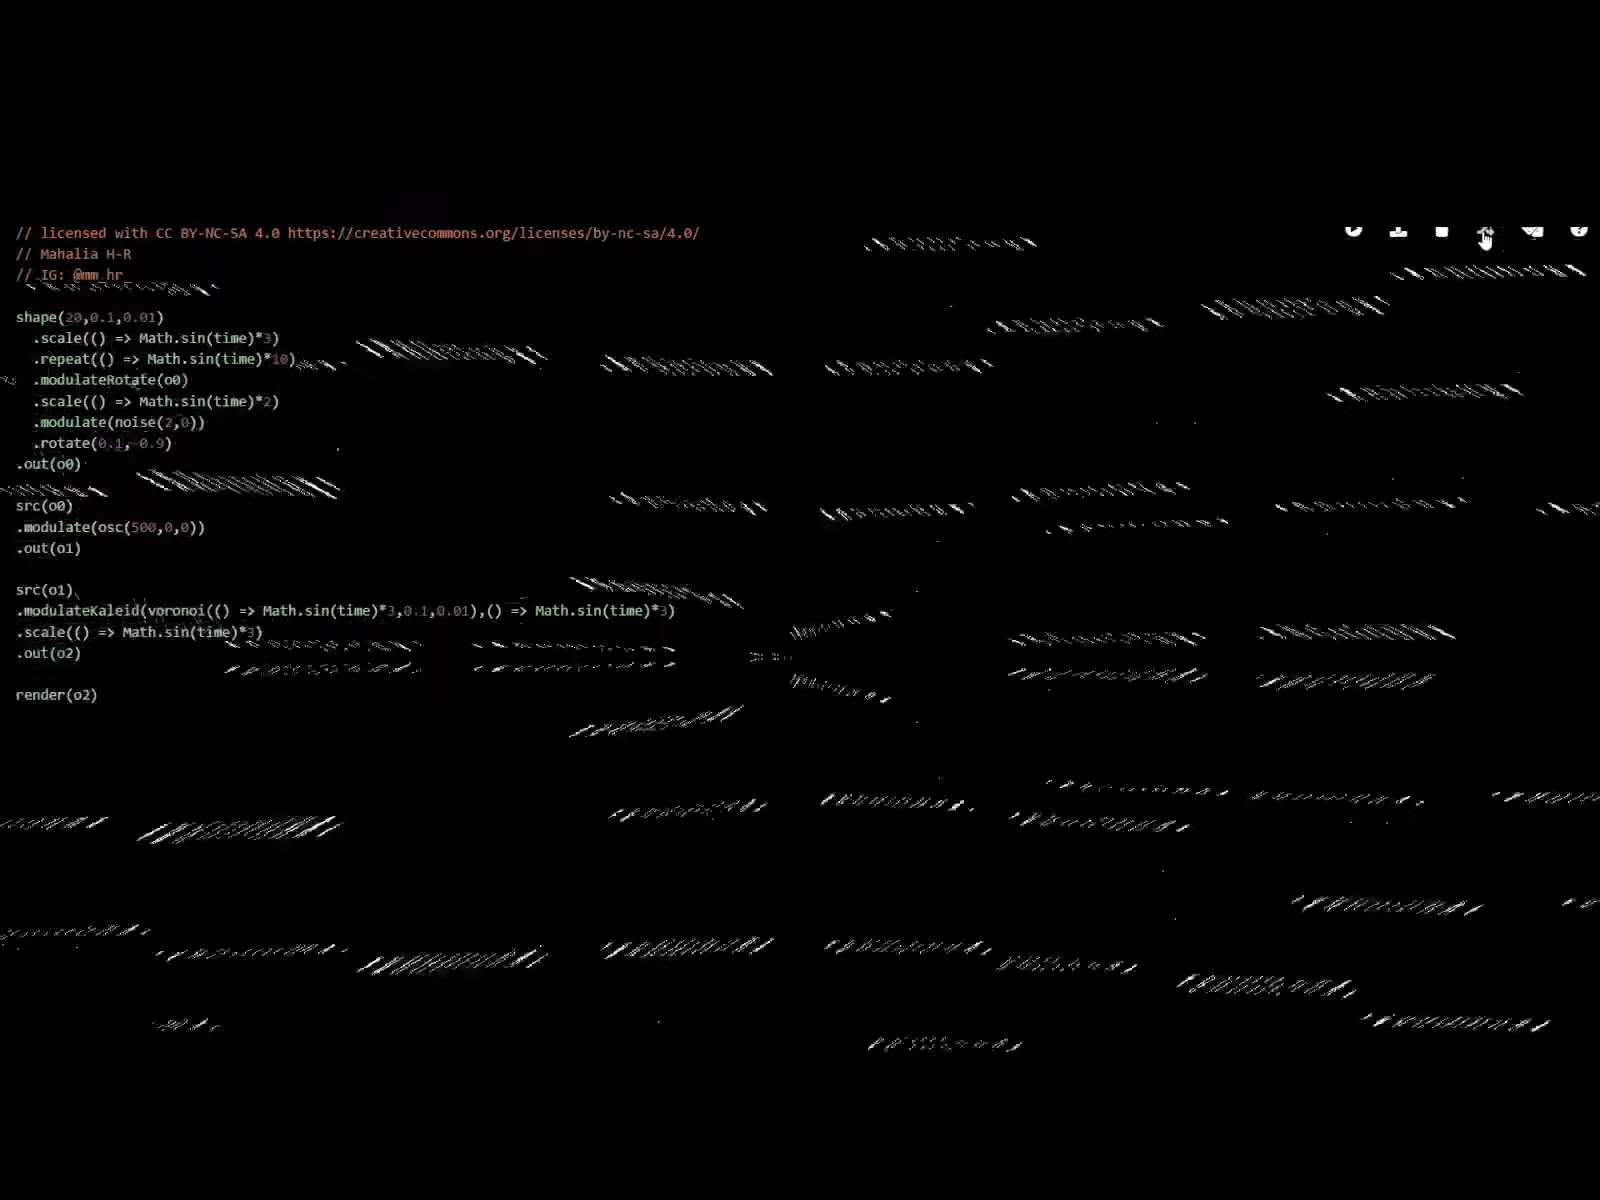 // licensed with CC BY-NC-SA 4.0 https://creativecommons.org/licenses/by-nc-sa/4.0/
// Mahalia H-R
// IG: @mm_hr
shape(20,0.1,0.01)
.scale(() => Math.sin(time)*3)
.repeat(() => Math.sin(time)*10)
.modulateRotate(o0)
.scale(() => Math.sin(time)*2)
.modulate(noise(2,0))
.rotate(0.1,-0.9)
.out(o0)
src(o0)
.modulate(osc(500,0,0))
.out(o1)
src(o1)
.modulateKaleid(voronoi(() => Math.sin(time)*3,0.1,0.01),() => Math.sin(time)*3)
.scale(() => Math.sin(time)*3)
.out(o2)
render(o2)